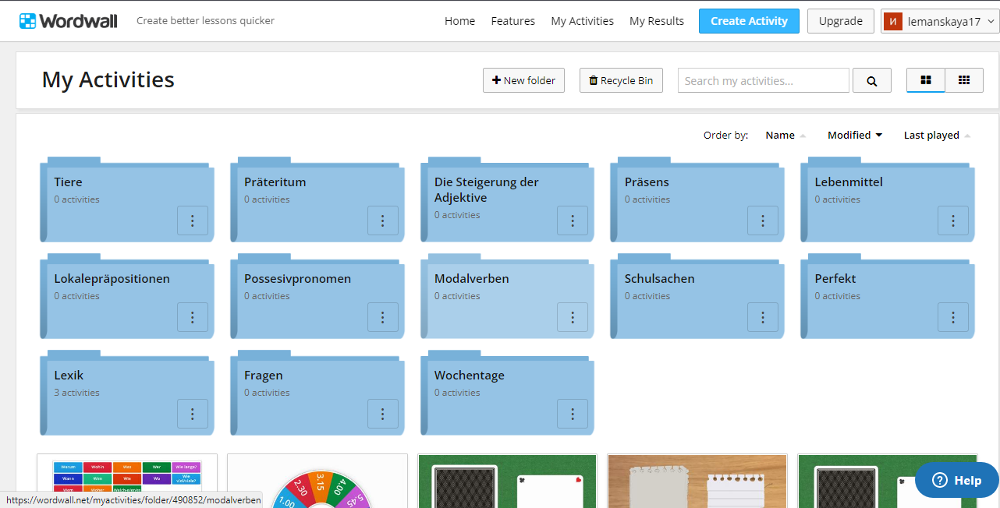 Wordwall
Create better lessons quicker
Home
Features
My Activities
My Results
Create Activity
Upgrade
И
lemanskaya17
My Activities
New folder
Recycle Bin
Search my activities...
Order by:
Name
Modified
Last played
Tiere
0 activities
Präteritum
0 activities
Die Steigerung der
Adjektive
0 activities
Präsens
0 activities
Lebenmittel
0 activities
Lokalepräpositionen
0 activities
Possesivpronomen
0 activities
Modalverben
0 activities
Schulsachen
0 activities
Perfekt
0 activities
Lexik
3 activities
Fragen
0 activities
Wochentage
0 activities
Warum
Wohin
Was
Wer
Wie lange?
Wann
Wen
Wie
Wo
Wie
viel/viele?
Wem
Woher
Welch-e/er/es
1.00
2.30
3.15
4.00
5.45
Help
https://wordwall.net/myactivities/folder/490852/modalverben